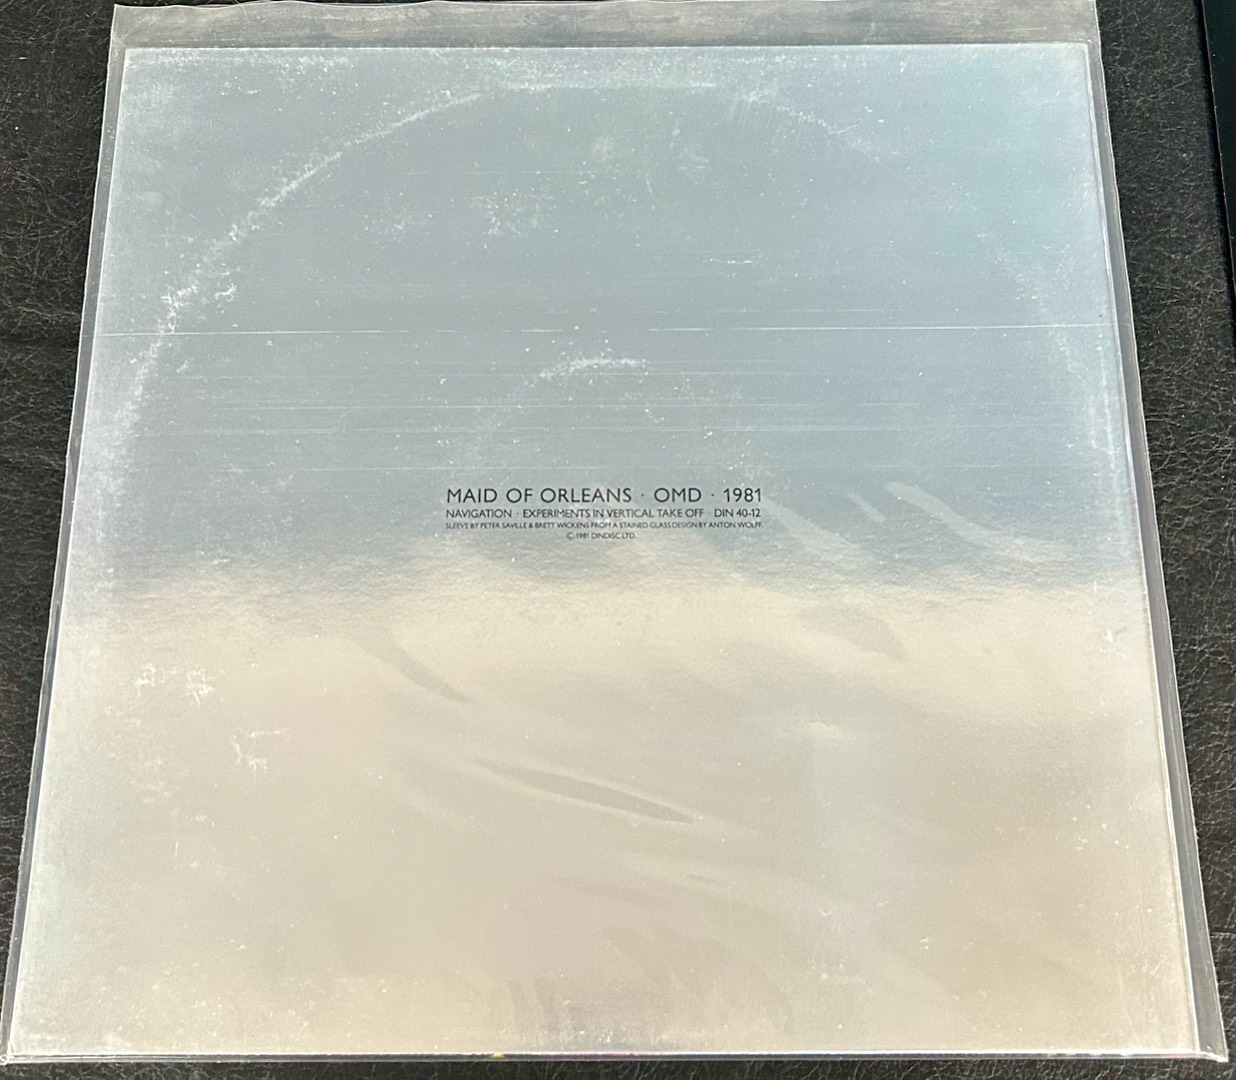 MAID OF ORLEANS · OMD · 1981
NAVIGATION · EXPERIMENTS IN VERTICAL TAKE OFF · DIN 40-12
SLEEVE BY PETER SAVILLE & BRETT WICKENS FROM A STAINED GLASS DESIGN BY ANTON WOLFF.
© 1981 DINDISC LTD.